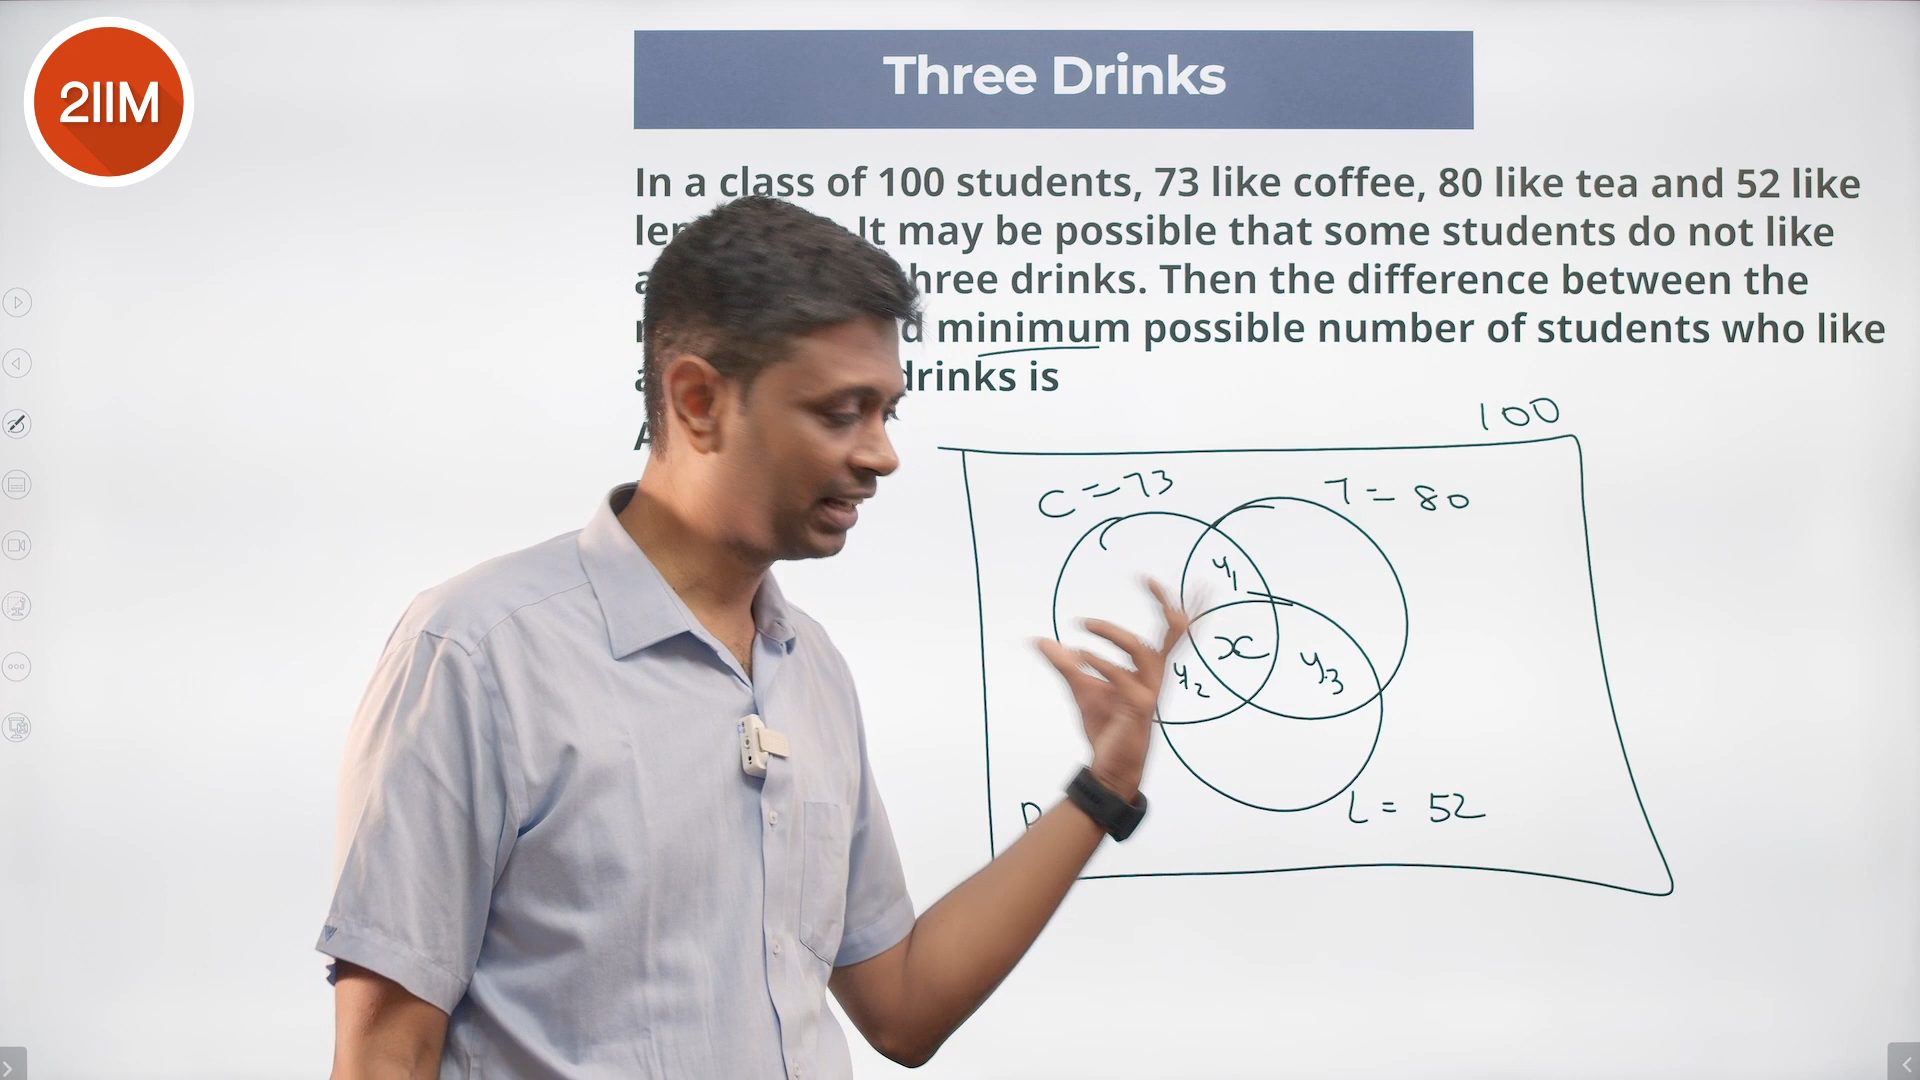 2IIM
Three Drinks
In a class of 100 students, 73 like coffee, 80 like tea and 52 like
It may be possible that some students do not like
three drinks. Then the difference between the
minimum possible number of students who like
drinks is
100
C = 73
T = 80
y1
x
y2
y3
L = 52